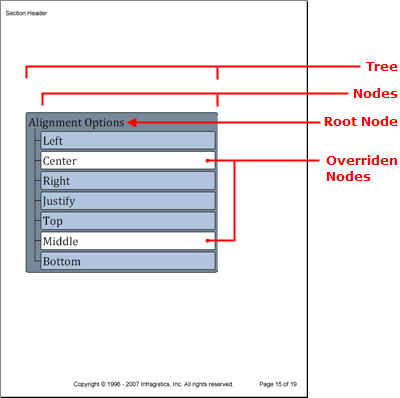 Section Header
Tree
Nodes
Alignment Options
Root Node
Left
Center
Overriden
Nodes
Right
Justify
Top
Middle
Bottom
Copyright © 1996 - 2007 Infragistics, Inc. All rights reserved.
Page 15 of 19